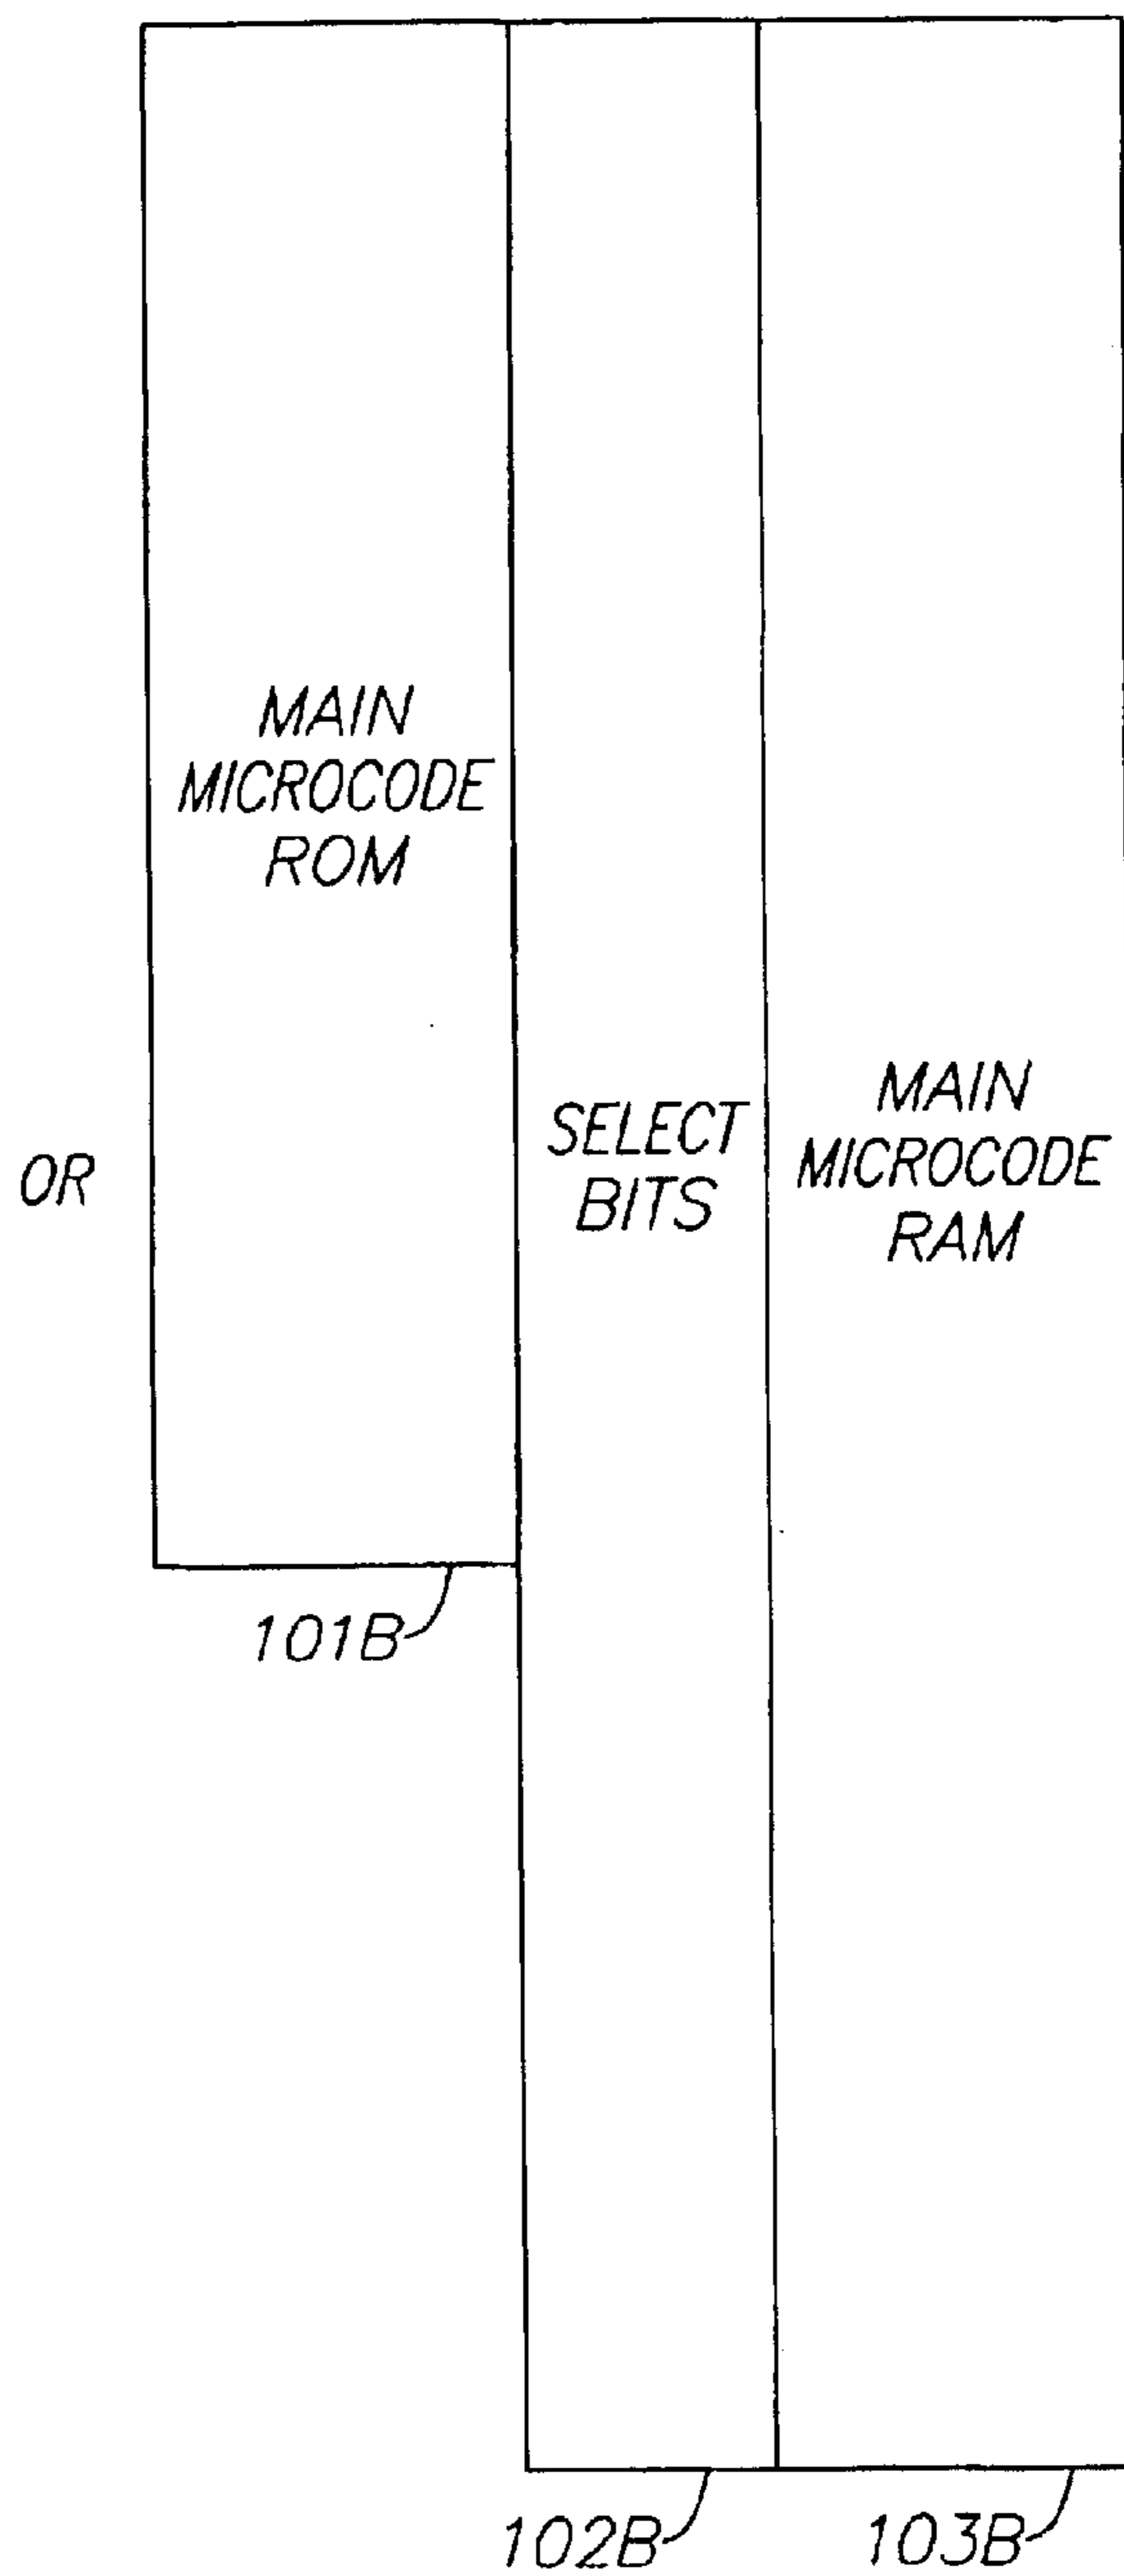 MAIN
MICROCODE
ROM
OR
SELECT
BITS
MAIN
MICROCODE
RAM
101B
102B
103B